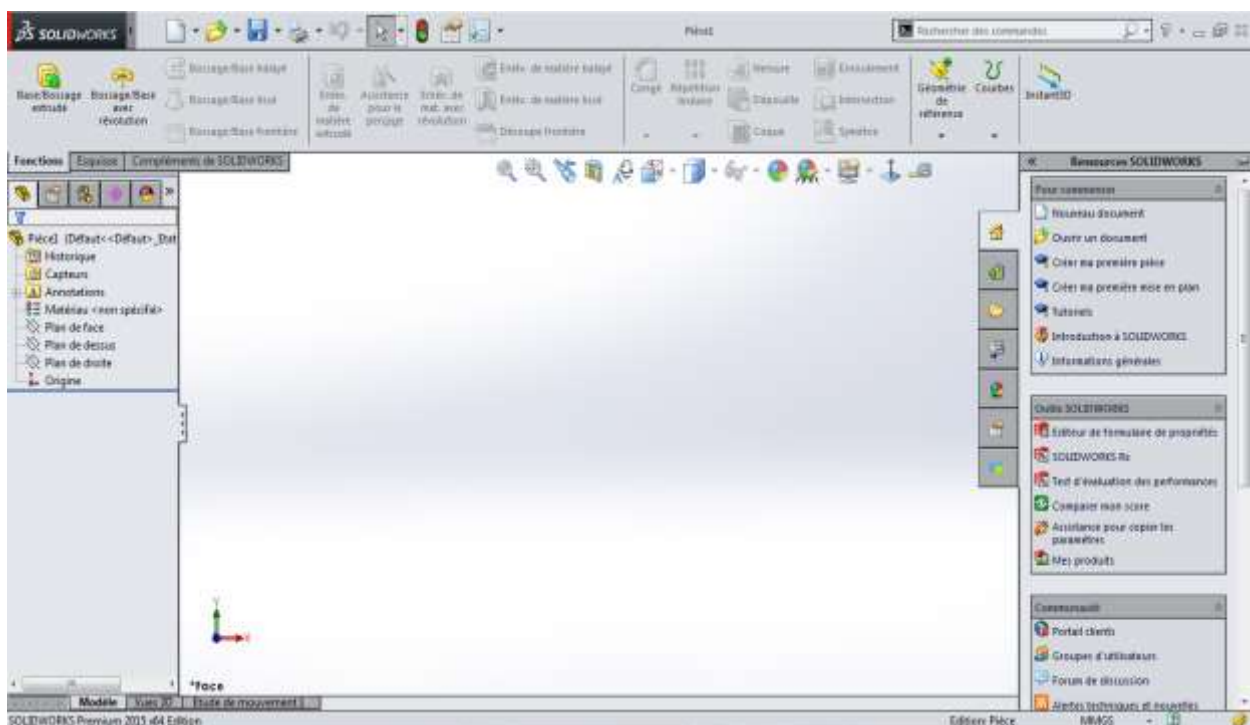 SOLIDWORKS
Pièce1
Rechercher des commandes
Base/Bossage extrudé
Bossage/Base avec révolution
Bossage/Base balayé
Bossage/Base lissé
Bossage/Base frontière
Enlèv. de matière extrudé
Assistance pour le perçage
Enlèv. de mat. avec révolution
Enlèv. de matière balayé
Enlèv. de matière lissé
Découpe frontière
Congé
Répétition linéaire
Nervure
Dépouille
Coque
Enroulement
Intersection
Symétrie
Géométrie de référence
Courbes
Instant3D
Fonctions
Esquisse
Compléments de SOLIDWORKS
Pièce1 (Défaut<<Défaut>_Etat
Historique
Capteurs
Annotations
Matériau <non spécifié>
Plan de face
Plan de dessus
Plan de droite
Origine
Y
X
*Face
Ressources SOLIDWORKS
Pour commencer
Nouveau document
Ouvrir un document
Créer ma première pièce
Créer ma première mise en plan
Tutoriels
Introduction à SOLIDWORKS
Informations générales
Outils SOLIDWORKS
Editeur de formulaire de propriétés
SOLIDWORKS Rx
Test d'évaluation des performances
Comparer mon score
Assistance pour copier les
paramètres
Mes produits
Communauté
Portail clients
Groupes d'utilisateurs
Forum de discussion
Alertes techniques et nouvelles
Modèle
Vues 3D
Etude de mouvement 1
SOLIDWORKS Premium 2015 x64 Edition
Edition: Pièce
MMGS